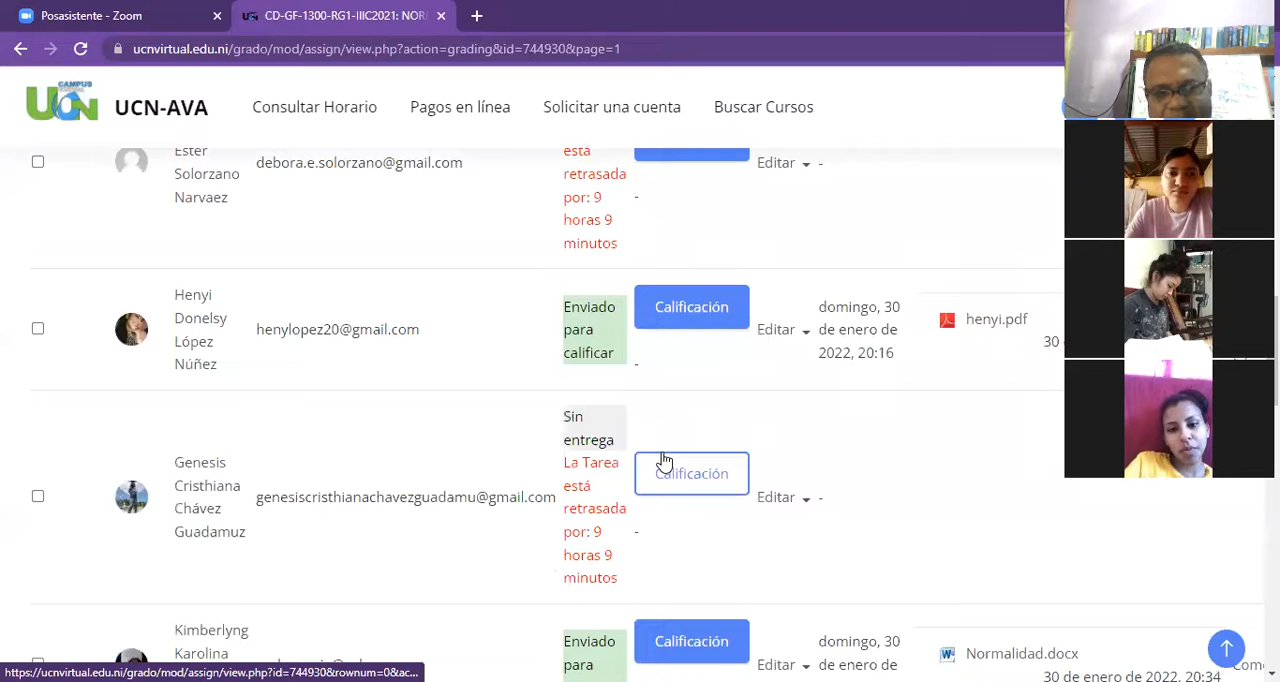 Posasistente - Zoom
CD-GF-1300-RG1-IIIC2021: NOR
ucnvirtual.edu.ni/grado/mod/assign/view.php?action=grading&id=744930&page=1
CAMPUS
UCN
UCN-AVA
Consultar Horario
Pagos en línea
Solicitar una cuenta
Buscar Cursos
Ester
Solorzano
Narvaez
debora.e.solorzano@gmail.com
está
retrasada
por: 9
horas 9
minutos
-
Editar
-
Henyi
Donelsy
López
Núñez
henylopez20@gmail.com
Enviado
para
calificar
Calificación
-
Editar
domingo, 30
de enero de
2022, 20:16
henyi.pdf
30
Genesis
Cristhiana
Chávez
Guadamuz
genesiscristhianachavezguadamu@gmail.com
Sin
entrega
La Tarea
está
retrasada
por: 9
horas 9
minutos
Calificación
-
Editar
-
Kimberlyng
Karolina
Enviado
para
Calificación
Editar
domingo, 30
de enero de
Normalidad.docx
30 de enero de 2022, 20:34
Come
https://ucnvirtual.edu.ni/grado/mod/assign/view.php?id=744930&rownum=0&ac...